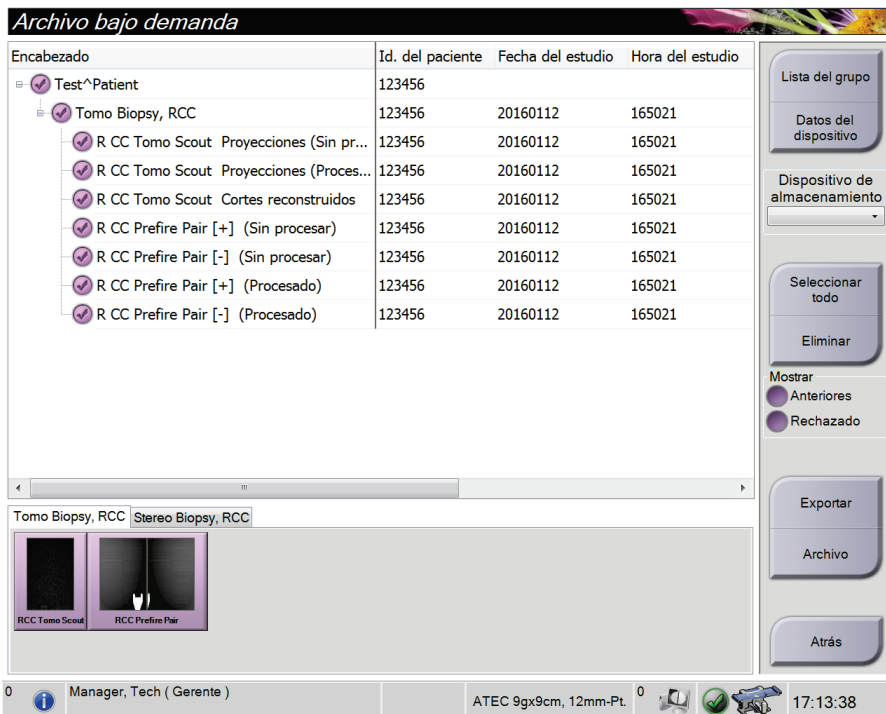 Archivo bajo demanda
Encabezado Id. del paciente Fecha del estudio Hora del estudio
Test^Patient 123456
Tomo Biopsy, RCC 123456 20160112 165021
R CC Tomo Scout Proyecciones (Sin pr... 123456 20160112 165021
R CC Tomo Scout Proyecciones (Proces... 123456 20160112 165021
R CC Tomo Scout Cortes reconstruidos 123456 20160112 165021
R CC Prefire Pair [+] (Sin procesar) 123456 20160112 165021
R CC Prefire Pair [-] (Sin procesar) 123456 20160112 165021
R CC Prefire Pair [+] (Procesado) 123456 20160112 165021
R CC Prefire Pair [-] (Procesado) 123456 20160112 165021
Lista del grupo
Datos del
dispositivo
Dispositivo de
almacenamiento
Seleccionar
todo
Eliminar
Mostrar
Anteriores
Rechazado
Exportar
Archivo
Atrás
Tomo Biopsy, RCC Stereo Biopsy, RCC
RCC Tomo Scout RCC Prefire Pair
0 Manager, Tech ( Gerente ) ATEC 9gx9cm, 12mm-Pt. 0 17:13:38